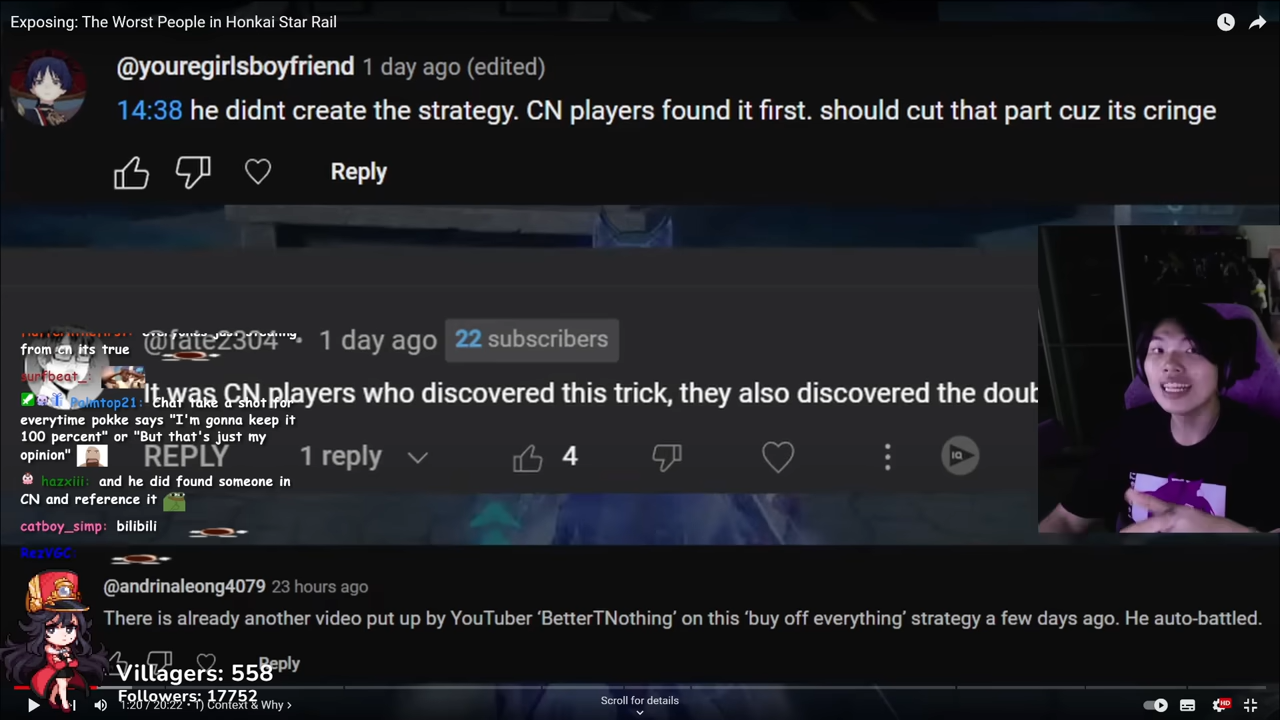 Exposing: The Worst People in Honkai Star Rail
@youregirlsboyfriend 1 day ago (edited)
14:38 he didnt create the strategy. CN players found it first. should cut that part cuz its cringe
Reply
@fate2304 · 1 day ago 22 subscribers
It was CN players who discovered this trick, they also discovered the doub
REPLY 1 reply 4
from cn its true
surfbeat_:
Palmtop21: Chat take a shot for
everytime pokke says "I'm gonna keep it
100 percent" or "But that's just my
opinion"
hazxiii: and he did found someone in
CN and reference it
catboy_simp: bilibili
RezVGC:
@andrinaleong4079 23 hours ago
There is already another video put up by YouTuber ‘BetterTNothing’ on this ‘buy off everything’ strategy a few days ago. He auto-battled.
Reply
Villagers: 558
Followers: 17752
1:20 / 20:22 • 1) Context & Why ›
Scroll for details
HD